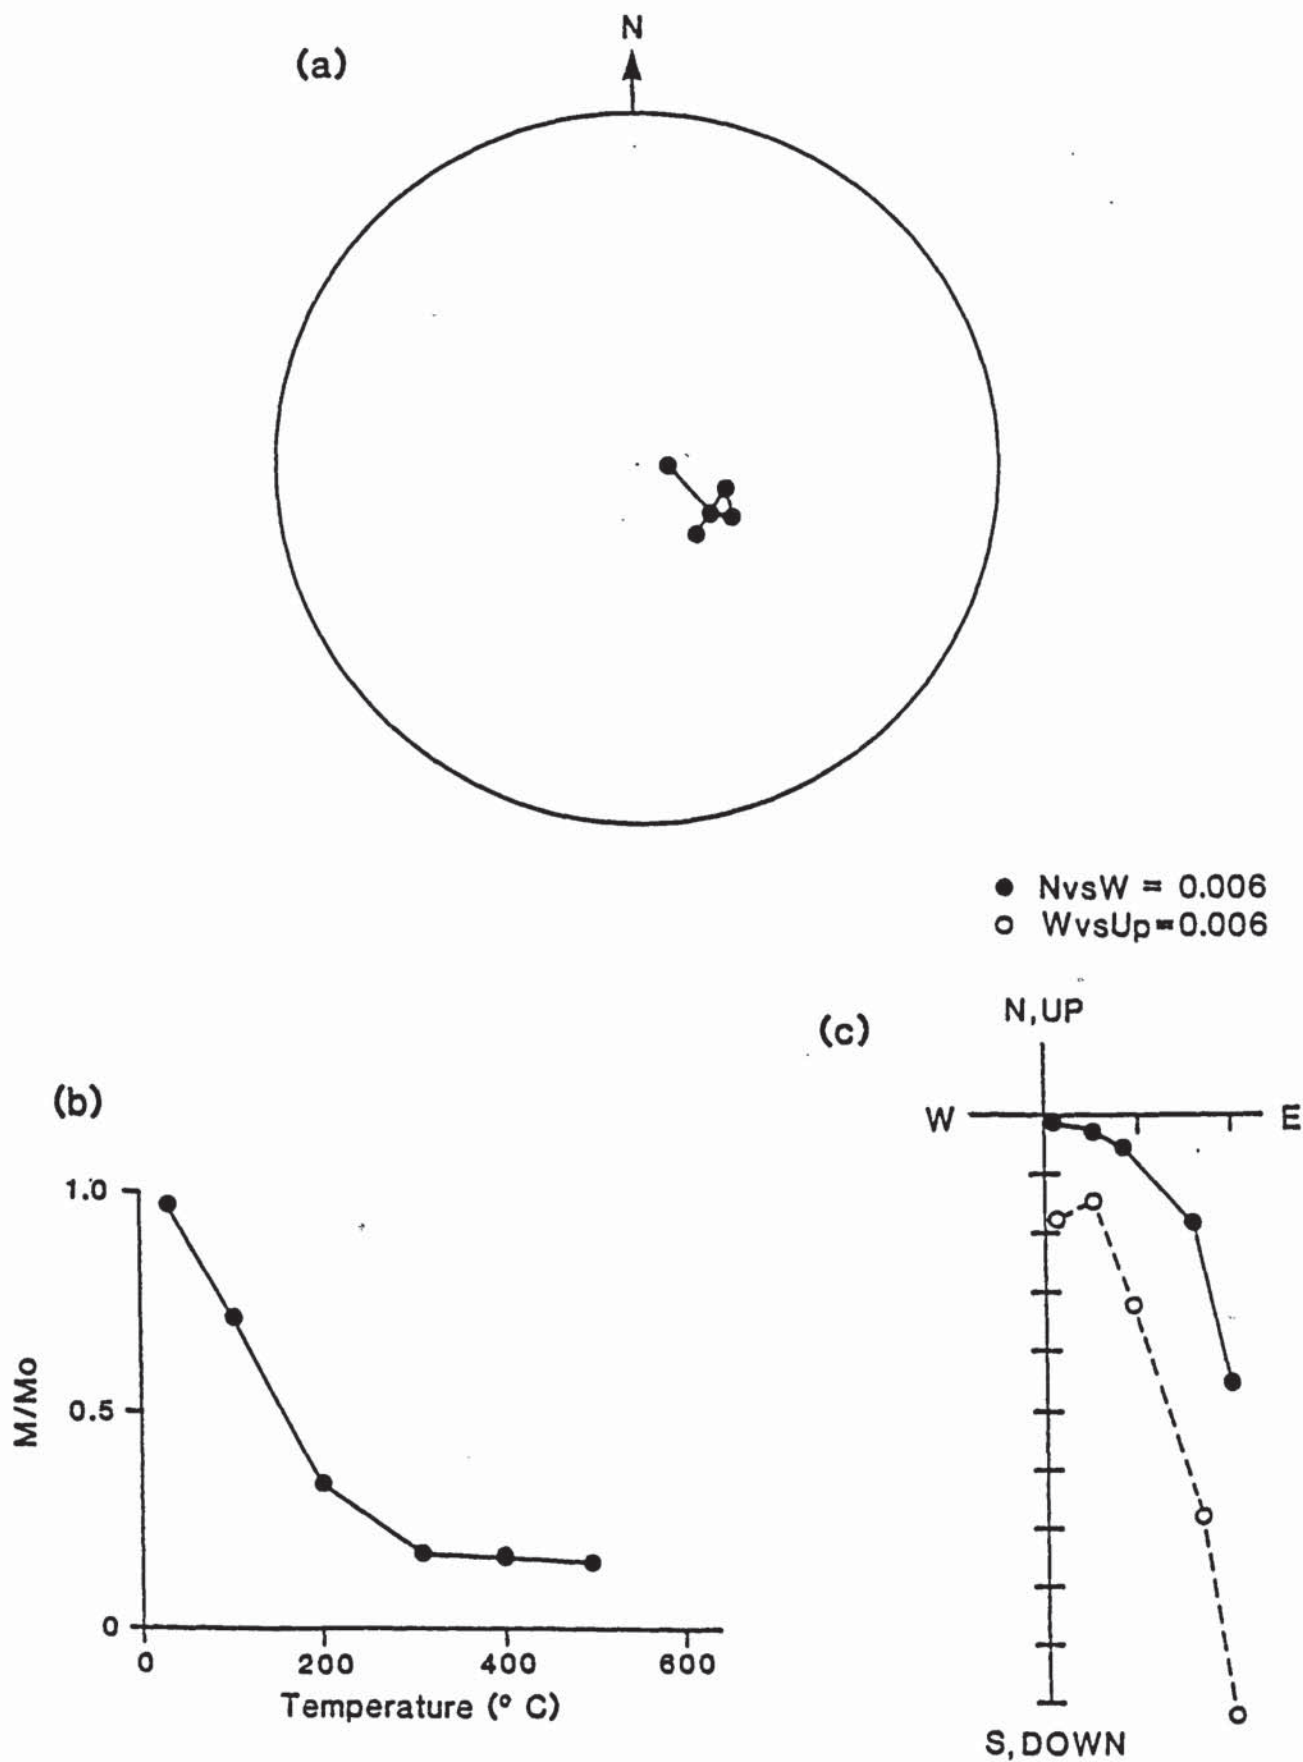 (a)
N
● NvsW = 0.006
○ WvsUp=0.006
(c)
N,UP
W
E
S,DOWN
(b)
1.0
0.5
0
M/Mo
0
200
400
600
Temperature (° C)